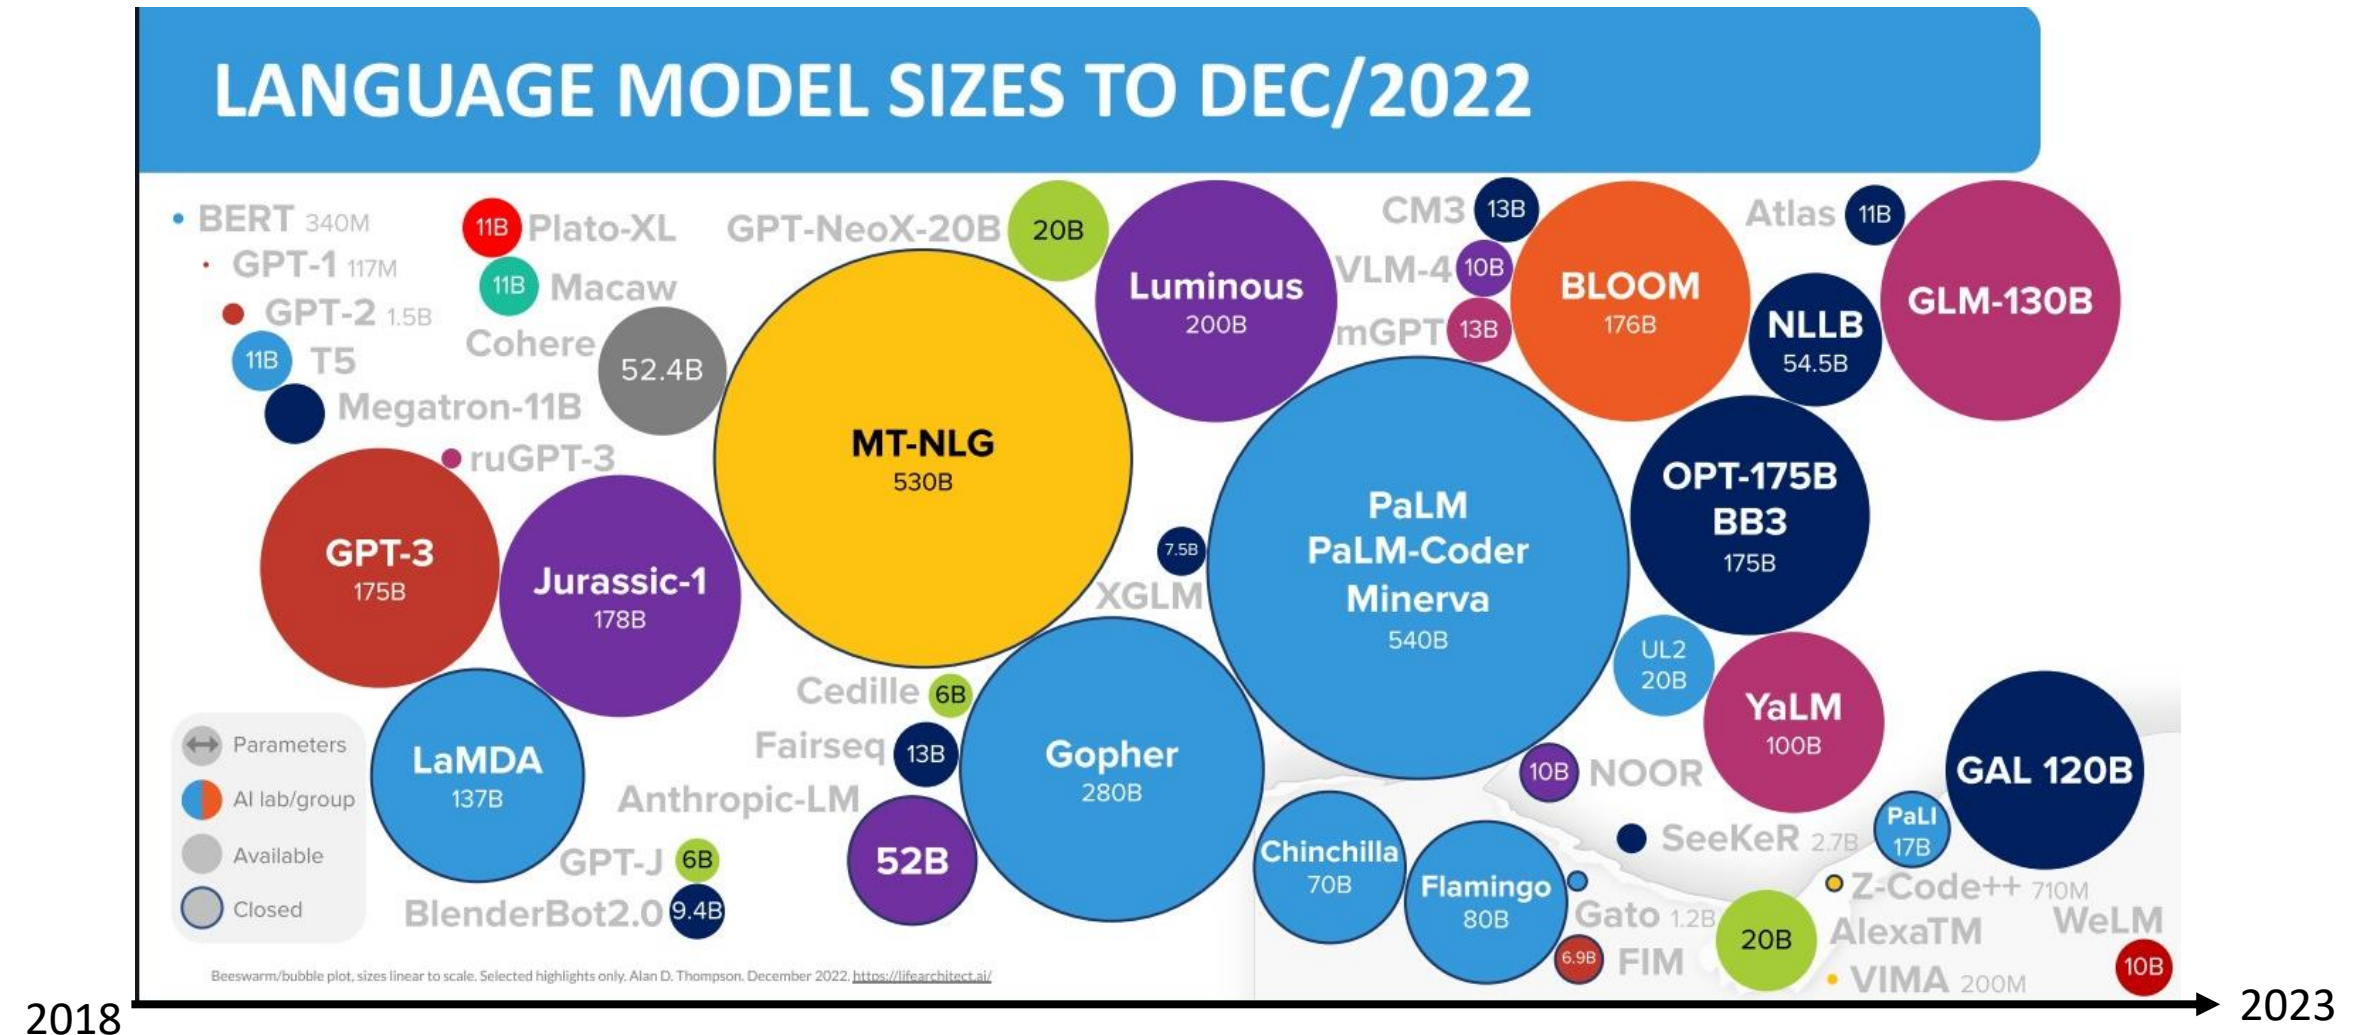 LANGUAGE MODEL SIZES TO DEC/2022
BERT 340M
GPT-1 117M
GPT-2 1.5B
11B T5
Megatron-11B
ruGPT-3
GPT-3
175B
11B Plato-XL
11B Macaw
Cohere
52.4B
Jurassic-1
178B
LaMDA
137B
GPT-NeoX-20B
20B
MT-NLG
530B
Luminous
200B
CM3 13B
VLM-4 10B
mGPT 13B
BLOOM
176B
Atlas 11B
NLLB
54.5B
GLM-130B
PaLM
PaLM-Coder
Minerva
540B
OPT-175B
BB3
175B
7.5B
XGLM
UL2
20B
YaLM
100B
GAL 120B
Cedille 6B
Fairseq 13B
Anthropic-LM
52B
GPT-J 6B
BlenderBot2.0 9.4B
Gopher
280B
Chinchilla
70B
Flamingo
80B
10B NOOR
SeeKeR 2.7B
PaLI
17B
Gato 1.2B
6.9B FIM
20B
Z-Code++ 710M
AlexaTM
VIMA 200M
WeLM
10B
Parameters
AI lab/group
Available
Closed
Beeswarm/bubble plot, sizes linear to scale. Selected highlights only. Alan D. Thompson. December 2022. https://lifearchitect.ai/
2018
2023